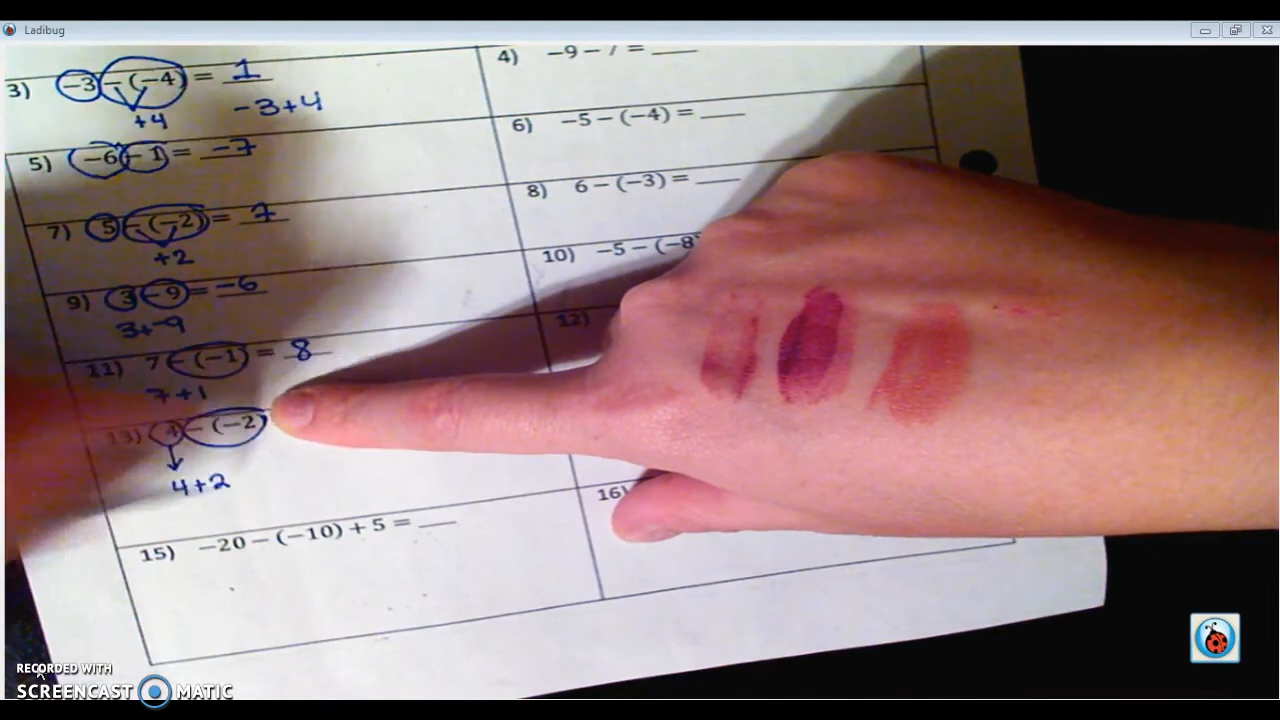 Ladibug
3) −3 − (−4) = 1
+4
−3+4
4) −9 − 7 = ___
5) −6 − 1 = −7
6) −5 − (−4) = ___
7) 5 − (−2) = 7
+2
8) 6 − (−3) = ___
9) 3 − 9 = −6
3+−9
10) −5 − (−8)
11) 7 − (−1) = 8
7+1
12)
13) 4 − (−2)
4+2
15) −20 − (−10) + 5 = ___
16)
RECORDED WITH
SCREENCAST MATIC